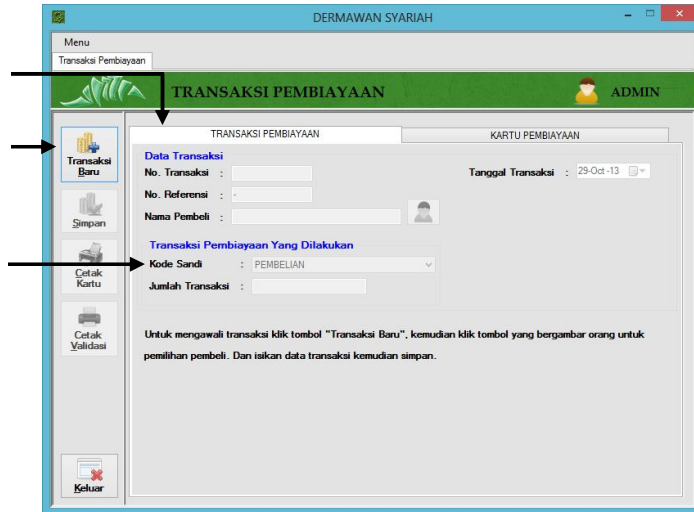 DERMAWAN SYARIAH
Menu
Transaksi Pembiayaan
TRANSAKSI PEMBIAYAAN
ADMIN
Transaksi
Baru
Simpan
Cetak
Kartu
Cetak
Validasi
Keluar
TRANSAKSI PEMBIAYAAN
KARTU PEMBIAYAAN
Data Transaksi
No. Transaksi :
Tanggal Transaksi : 29-Oct-13
No. Referensi : -
Nama Pembeli :
Transaksi Pembiayaan Yang Dilakukan
Kode Sandi : PEMBELIAN
Jumlah Transaksi :
Untuk mengawali transaksi klik tombol "Transaksi Baru", kemudian klik tombol yang bergambar orang untuk
pemilihan pembeli. Dan isikan data transaksi kemudian simpan.